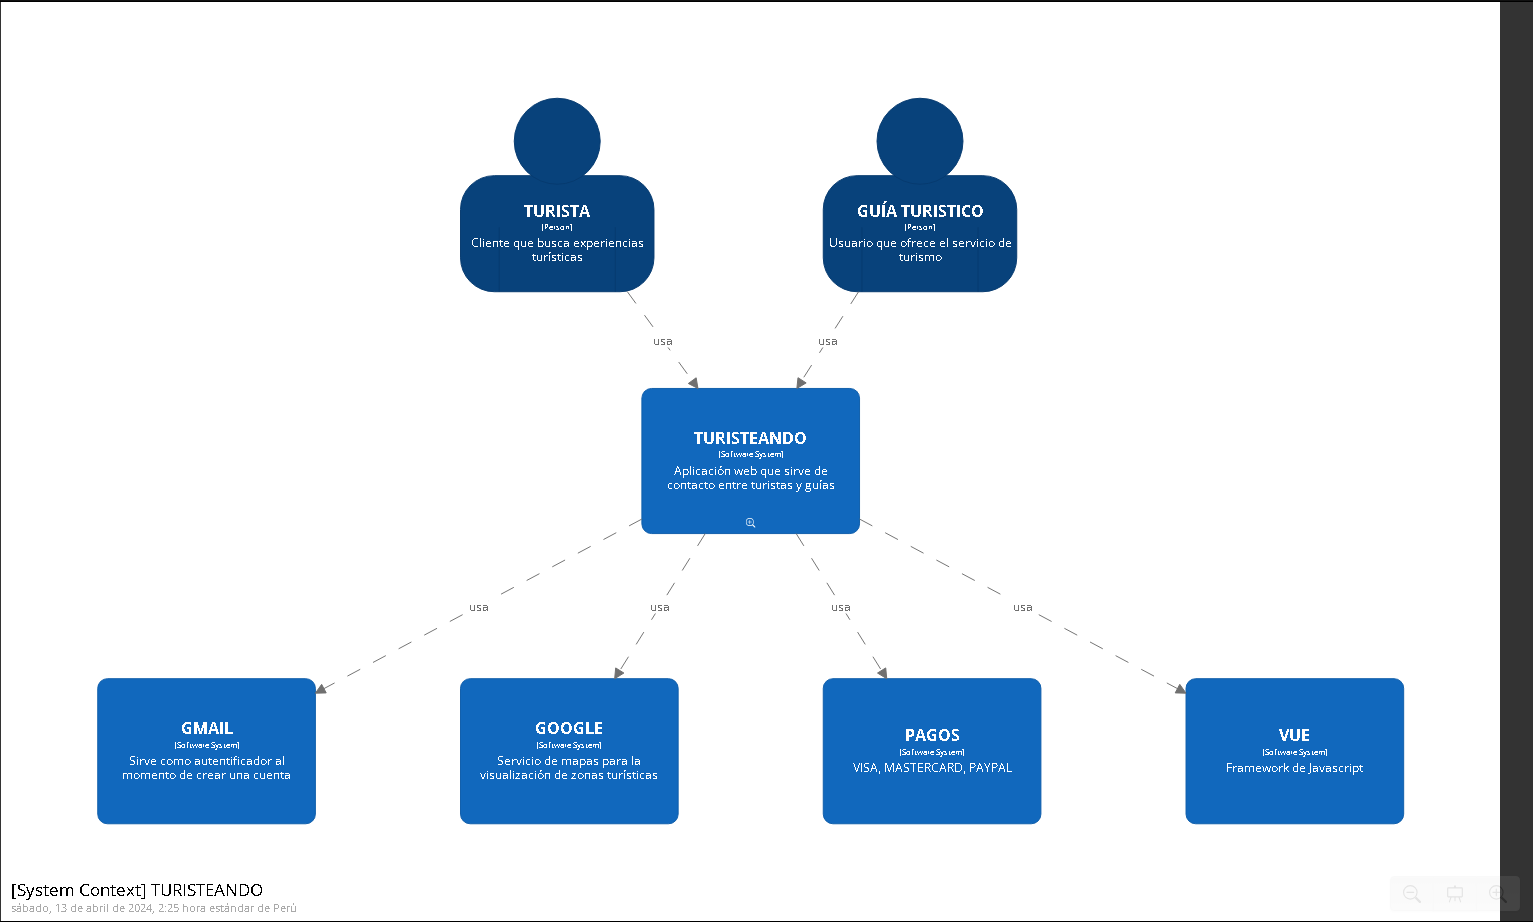 TURISTA
[Person]
Cliente que busca experiencias
turísticas
GUÍA TURISTICO
[Person]
Usuario que ofrece el servicio de
turismo
usa
usa
TURISTEANDO
[Software System]
Aplicación web que sirve de
contacto entre turistas y guías
usa
usa
usa
usa
GMAIL
[Software System]
Sirve como autentificador al
momento de crear una cuenta
GOOGLE
[Software System]
Servicio de mapas para la
visualización de zonas turísticas
PAGOS
[Software System]
VISA, MASTERCARD, PAYPAL
VUE
[Software System]
Framework de Javascript
[System Context] TURISTEANDO
sábado, 13 de abril de 2024, 2:25 hora estándar de Perú